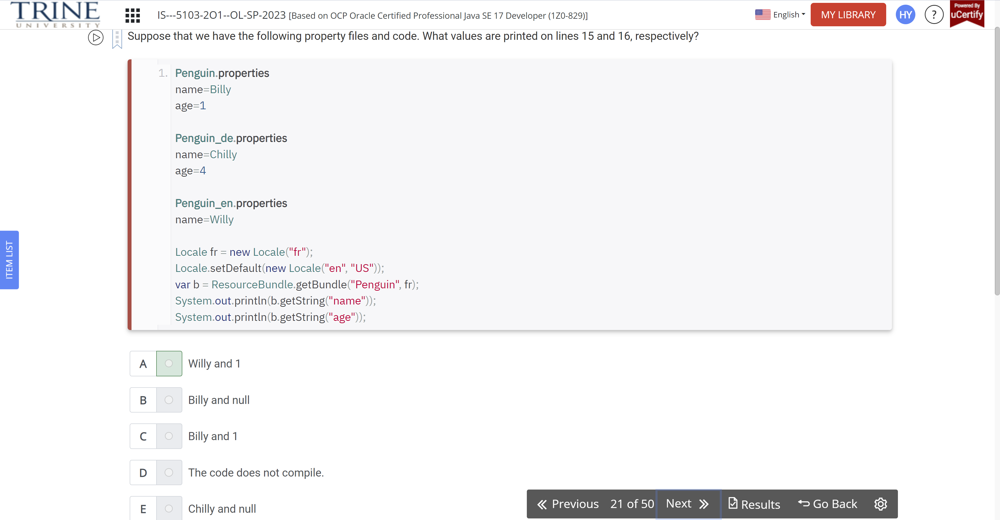 TRINE
UNIVERSITY
IS---5103-2O1--OL-SP-2023 [Based on OCP Oracle Certified Professional Java SE 17 Developer (1Z0-829)]
English
MY LIBRARY
HY
?
Powered By
uCertify
Suppose that we have the following property files and code. What values are printed on lines 15 and 16, respectively?
1. Penguin.properties
name=Billy
age=1
Penguin_de.properties
name=Chilly
age=4
Penguin_en.properties
name=Willy
Locale fr = new Locale("fr");
Locale.setDefault(new Locale("en", "US"));
var b = ResourceBundle.getBundle("Penguin", fr);
System.out.println(b.getString("name"));
System.out.println(b.getString("age"));
ITEM LIST
A Willy and 1
B Billy and null
C Billy and 1
D The code does not compile.
E Chilly and null
Previous 21 of 50 Next Results Go Back